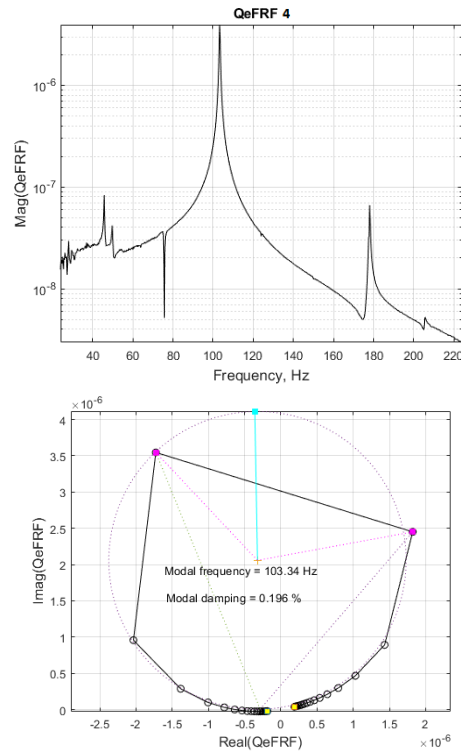 QeFRF 4
Mag(QeFRF)
10^-6
10^-7
10^-8
40 60 80 100 120 140 160 180 200 220
Frequency, Hz
×10^-6
4
3.5
3
2.5
2
1.5
1
0.5
0
Imag(QeFRF)
Modal frequency = 103.34 Hz
Modal damping = 0.196 %
-2.5 -2 -1.5 -1 -0.5 0 0.5 1 1.5 2
Real(QeFRF)
×10^-6